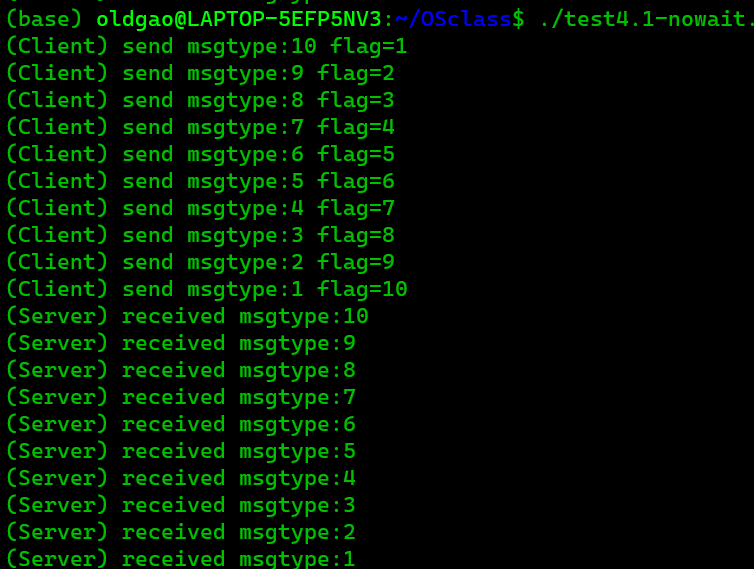 (base) oldgao@LAPTOP-5EFP5NV3:~/OSclass$ ./test4.1-nowait.
(Client) send msgtype:10 flag=1
(Client) send msgtype:9 flag=2
(Client) send msgtype:8 flag=3
(Client) send msgtype:7 flag=4
(Client) send msgtype:6 flag=5
(Client) send msgtype:5 flag=6
(Client) send msgtype:4 flag=7
(Client) send msgtype:3 flag=8
(Client) send msgtype:2 flag=9
(Client) send msgtype:1 flag=10
(Server) received msgtype:10
(Server) received msgtype:9
(Server) received msgtype:8
(Server) received msgtype:7
(Server) received msgtype:6
(Server) received msgtype:5
(Server) received msgtype:4
(Server) received msgtype:3
(Server) received msgtype:2
(Server) received msgtype:1